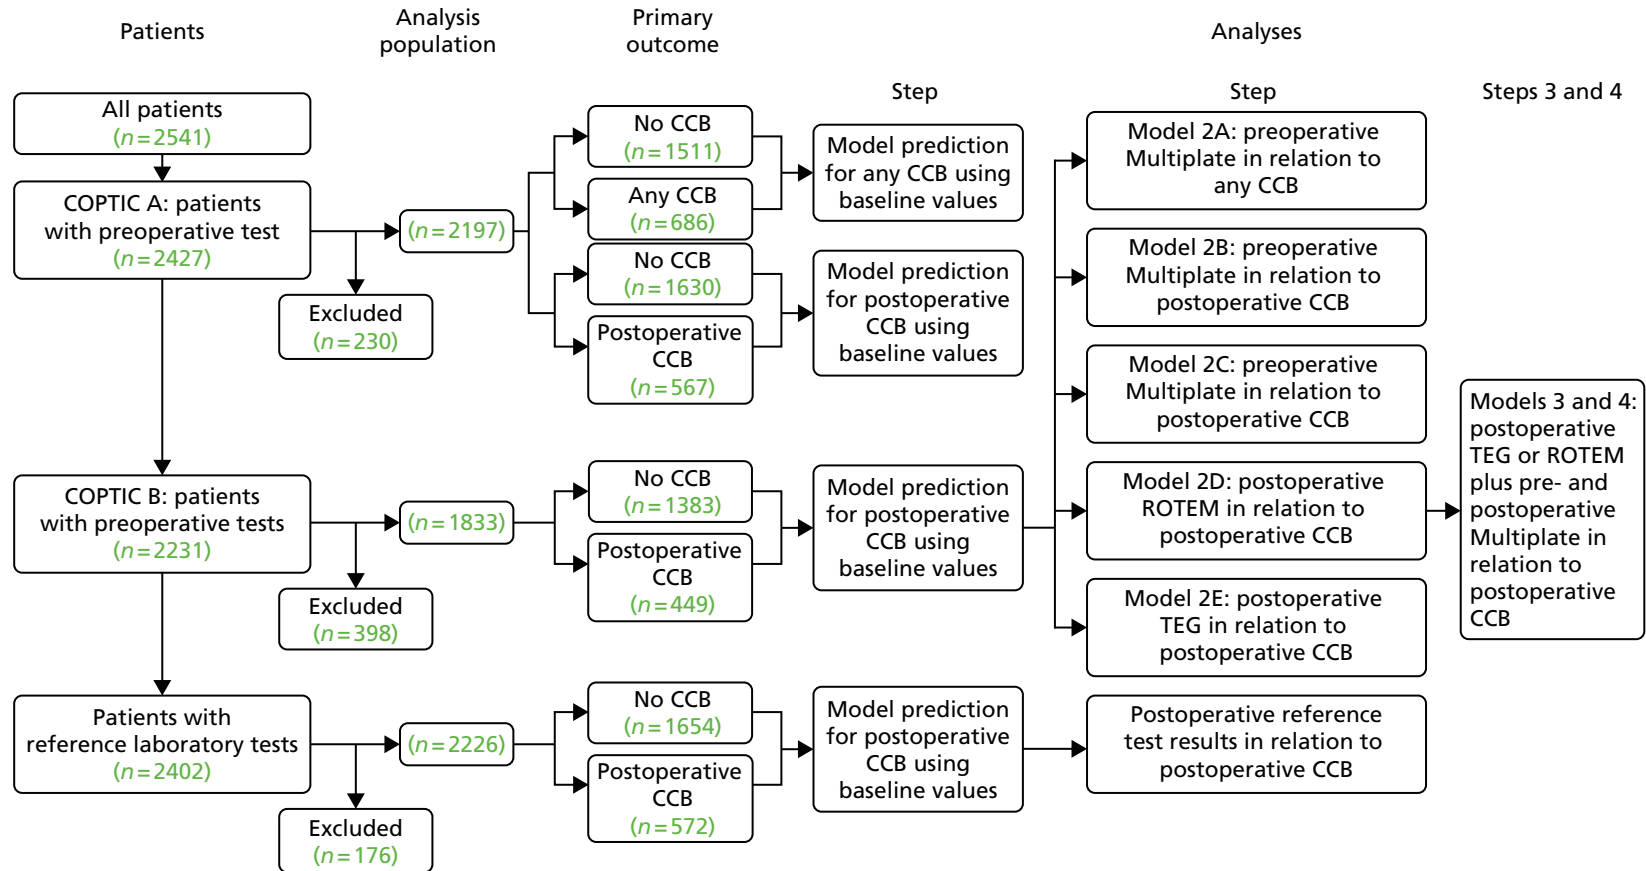 Patients
Analysis
population
Primary
outcome
Analyses
Step
Step
Steps 3 and 4
All patients
(n=2541)
COPTIC A: patients
with preoperative test
(n=2427)
Excluded
(n=230)
(n=2197)
No CCB
(n=1511)
Any CCB
(n=686)
No CCB
(n=1630)
Postoperative
CCB
(n=567)
Model prediction
for any CCB using
baseline values
Model prediction
for postoperative
CCB using
baseline values
COPTIC B: patients
with preoperative tests
(n=2231)
Excluded
(n=398)
(n=1833)
No CCB
(n=1383)
Postoperative
CCB
(n=449)
Model prediction
for postoperative
CCB using
baseline values
Model 2A: preoperative
Multiplate in relation to
any CCB
Model 2B: preoperative
Multiplate in relation to
postoperative CCB
Model 2C: preoperative
Multiplate in relation to
postoperative CCB
Model 2D: postoperative
ROTEM in relation to
postoperative CCB
Model 2E: postoperative
TEG in relation to
postoperative CCB
Models 3 and 4:
postoperative
TEG or ROTEM
plus pre- and
postoperative
Multiplate in
relation to
postoperative
CCB
Patients with
reference laboratory tests
(n=2402)
Excluded
(n=176)
(n=2226)
No CCB
(n=1654)
Postoperative
CCB
(n=572)
Model prediction
for postoperative
CCB using
baseline values
Postoperative reference
test results in relation to
postoperative CCB